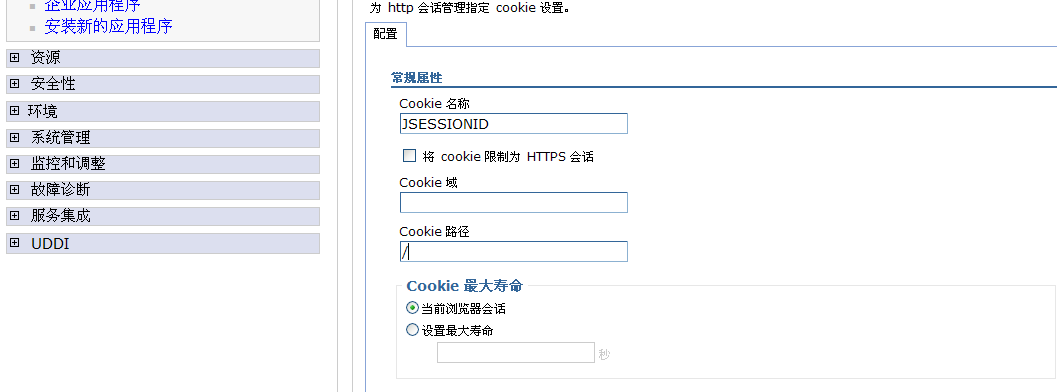 企业应用程序
安装新的应用程序
资源
安全性
环境
系统管理
监控和调整
故障诊断
服务集成
UDDI
为 http 会话管理指定 cookie 设置。
配置
常规属性
Cookie 名称
JSESSIONID
将 cookie 限制为 HTTPS 会话
Cookie 域
Cookie 路径
/
Cookie 最大寿命
当前浏览器会话
设置最大寿命
秒